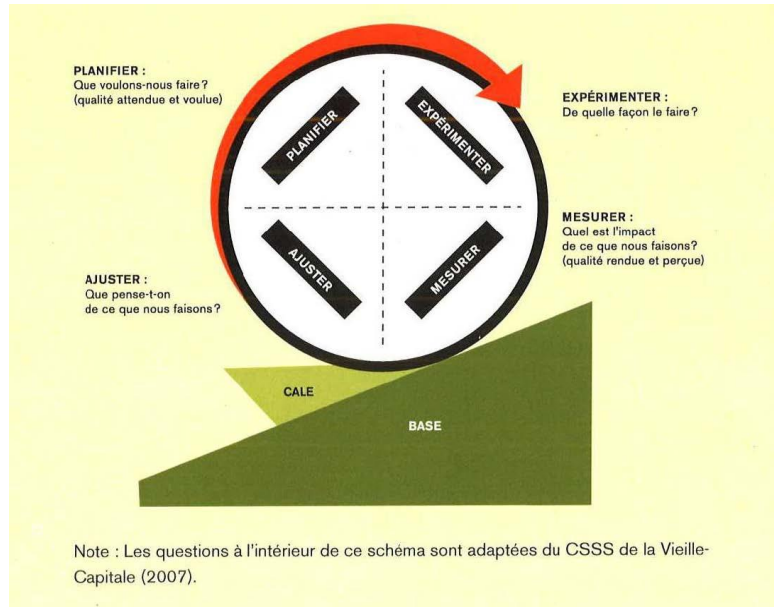 PLANIFIER :
Que voulons-nous faire ?
(qualité attendue et voulue)
EXPÉRIMENTER :
De quelle façon le faire ?
PLANIFIER
EXPÉRIMENTER
AJUSTER
MESURER
MESURER :
Quel est l'impact
de ce que nous faisons?
(qualité rendue et perçue)
AJUSTER :
Que pense-t-on
de ce que nous faisons ?
CALE
BASE
Note : Les questions à l'intérieur de ce schéma sont adaptées du CSSS de la Vieille-
Capitale (2007).